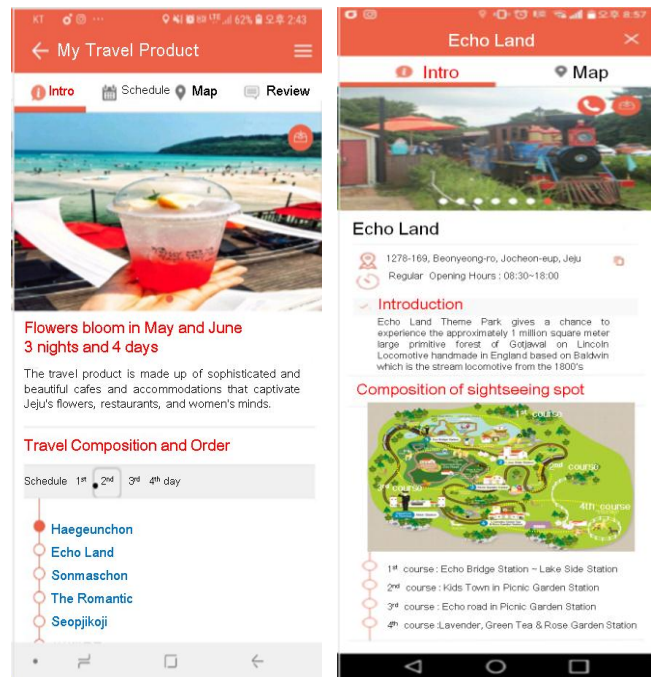 KT 62% 오후 2:43
My Travel Product
Intro Schedule Map Review
Flowers bloom in May and June
3 nights and 4 days
The travel product is made up of sophisticated and
beautiful cafes and accommodations that captivate
Jeju's flowers, restaurants, and women's minds.
Travel Composition and Order
Schedule 1st 2nd 3rd 4th day
Haegeunchon
Echo Land
Sonmaschon
The Romantic
Seopjikoji
오후 8:57
Echo Land
Intro Map
Echo Land
1278-169, Beonyeong-ro, Jocheon-eup, Jeju
Regular Opening Hours : 08:30~18:00
Introduction
Echo Land Theme Park gives a chance to
experience the approximately 1 million square meter
large primitive forest of Gotjawal on Lincoln
Locomotive handmade in England based on Baldwin
which is the stream locomotive from the 1800's
Composition of sightseeing spot
1st course
2nd course
3rd course
4th course
1st course : Echo Bridge Station ~ Lake Side Station
2nd course : Kids Town in Picnic Garden Station
3rd course : Echo road in Picnic Garden Station
4th course :Lavender, Green Tea & Rose Garden Station